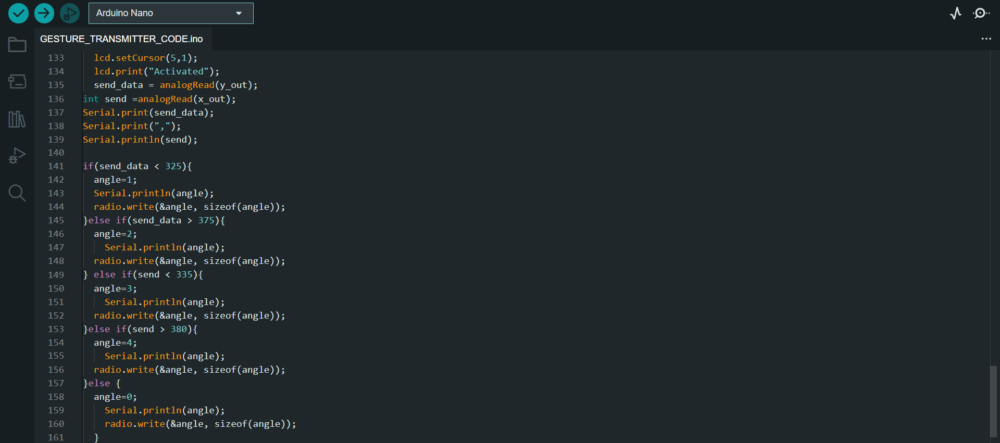 Arduino Nano
GESTURE_TRANSMITTER_CODE.ino
133 lcd.setCursor(5,1);
134 lcd.print("Activated");
135 send_data = analogRead(y_out);
136 int send =analogRead(x_out);
137 Serial.print(send_data);
138 Serial.print(",");
139 Serial.println(send);
140
141 if(send_data < 325){
142 angle=1;
143 Serial.println(angle);
144 radio.write(&angle, sizeof(angle));
145 }else if(send_data > 375){
146 angle=2;
147 Serial.println(angle);
148 radio.write(&angle, sizeof(angle));
149 } else if(send < 335){
150 angle=3;
151 Serial.println(angle);
152 radio.write(&angle, sizeof(angle));
153 }else if(send > 380){
154 angle=4;
155 Serial.println(angle);
156 radio.write(&angle, sizeof(angle));
157 }else {
158 angle=0;
159 Serial.println(angle);
160 radio.write(&angle, sizeof(angle));
161 }